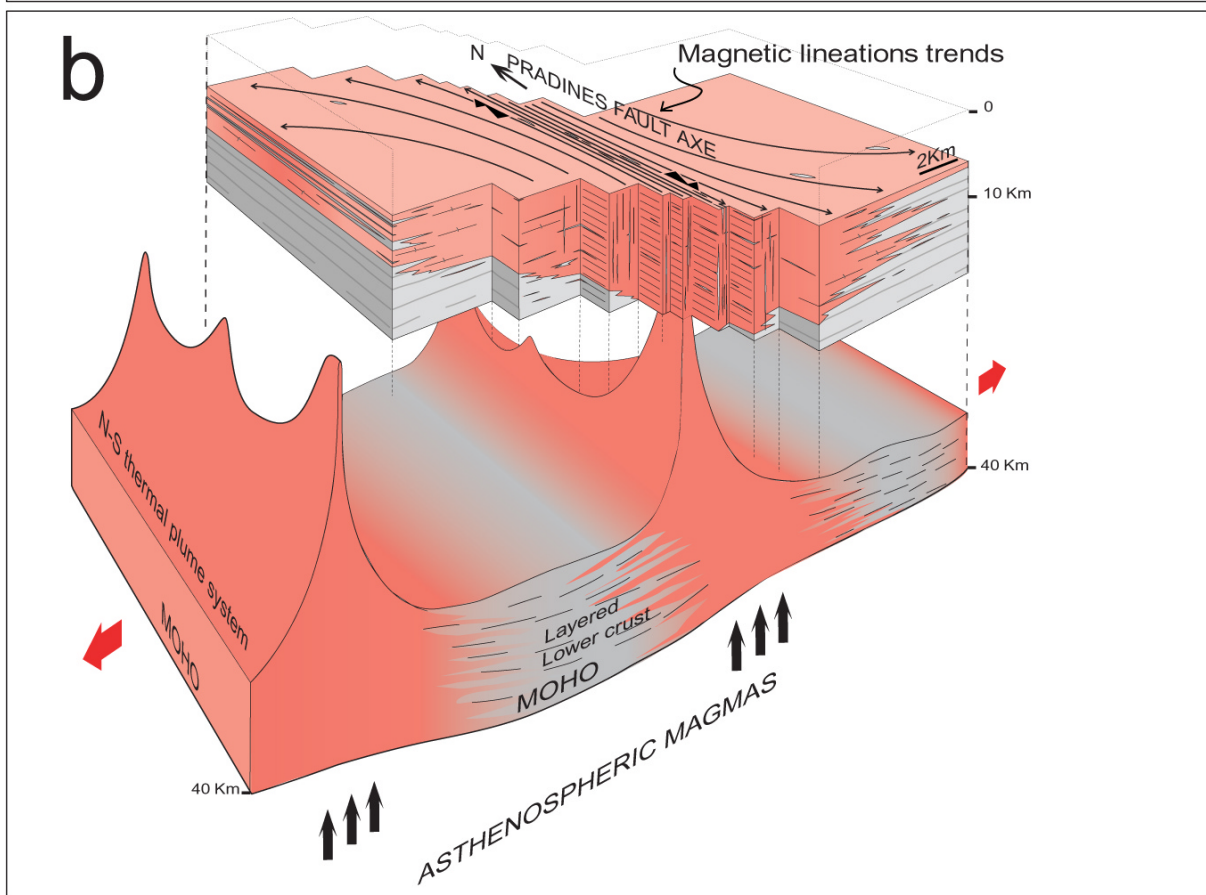 b
N
PRADINES FAULT AXE
Magnetic lineations trends
0
2Km
10 Km
40 Km
N-S thermal plume system
MOHO
Layered
Lower crust
MOHO
40 Km
ASTHENOSPHERIC MAGMAS